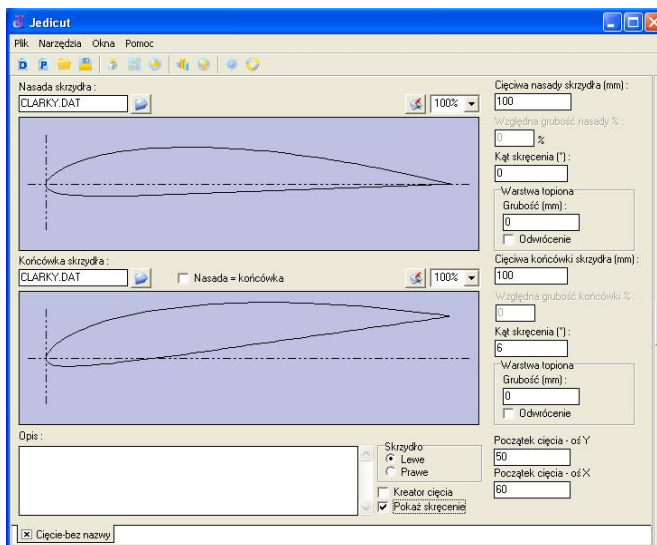 Jedicut
Plik Narzędzia Okna Pomoc
Nasada skrzydła :
CLARKY.DAT
100%
Cięciwa nasady skrzydła (mm) :
100
Względna grubość nasady % :
0 %
Kąt skręcenia (°) :
0
Warstwa topiona
Grubość (mm) :
0
Odwrócenie
Końcówka skrzydła :
CLARKY.DAT
Nasada = końcówka
100%
Cięciwa końcówki skrzydła (mm) :
100
Względna grubość końcówki % :
0
Kąt skręcenia (°) :
6
Warstwa topiona
Grubość (mm) :
0
Odwrócenie
Opis :
Skrzydło
Lewe
Prawe
Kreator cięcia
Pokaż skręcenie
Początek cięcia - oś Y
50
Początek cięcia - oś X
60
Cięcie-bez nazwy